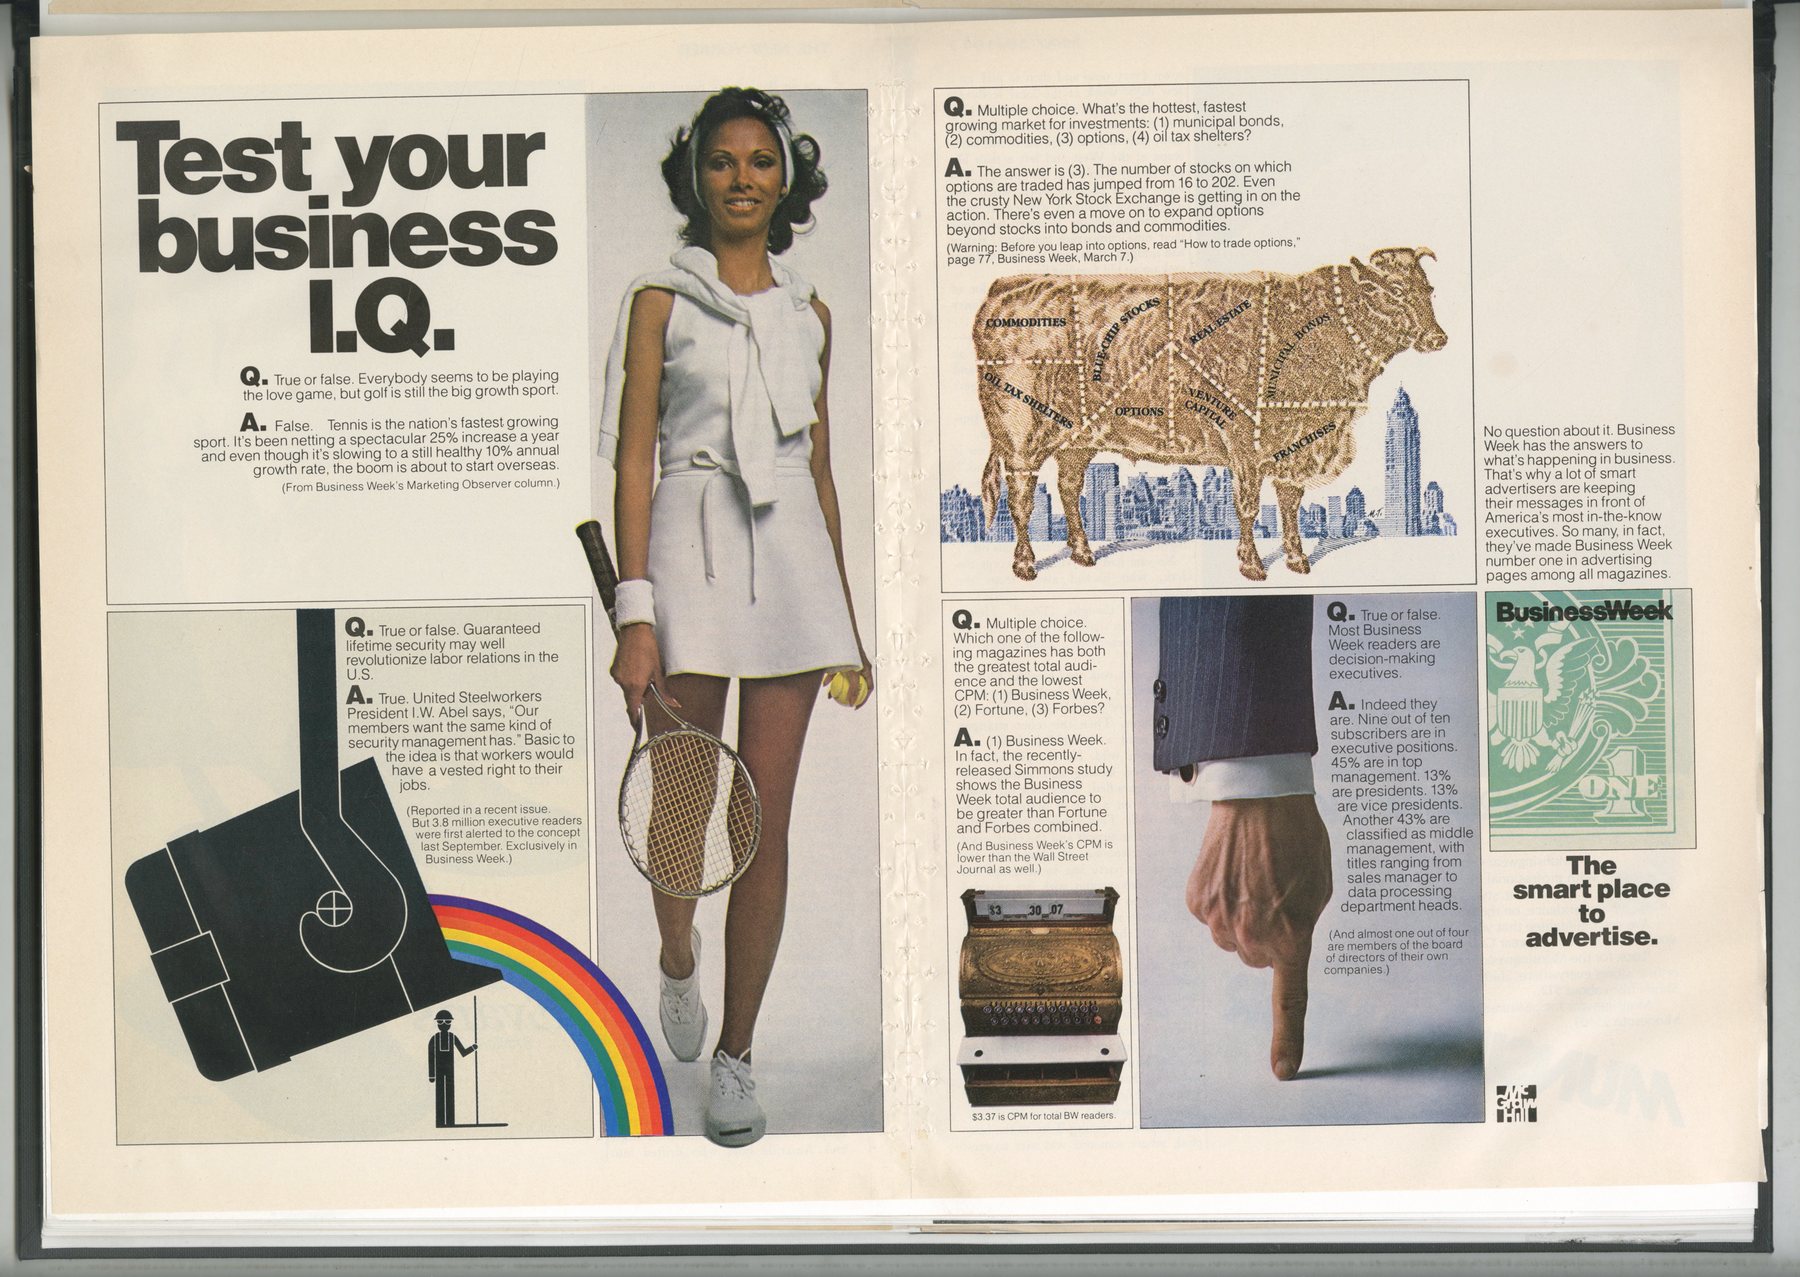 Test your
business
I.Q.
Q. True or false. Everybody seems to be playing
the love game, but golf is still the big growth sport.
A. False. Tennis is the nation's fastest growing
sport. It's been netting a spectacular 25% increase a year
and even though it's slowing to a still healthy 10% annual
growth rate, the boom is about to start overseas.
(From Business Week's Marketing Observer column.)
Q. True or false. Guaranteed
lifetime security may well
revolutionize labor relations in the
U.S.
A. True. United Steelworkers
President I.W. Abel says, "Our
members want the same kind of
security management has." Basic to
the idea is that workers would
have a vested right to their
jobs.
(Reported in a recent issue.
But 3.8 million executive readers
were first alerted to the concept
last September. Exclusively in
Business Week.)
Q. Multiple choice. What's the hottest, fastest
growing market for investments: (1) municipal bonds,
(2) commodities, (3) options, (4) oil tax shelters?
A. The answer is (3). The number of stocks on which
options are traded has jumped from 16 to 202. Even
the crusty New York Stock Exchange is getting in on the
action. There's even a move on to expand options
beyond stocks into bonds and commodities.
(Warning: Before you leap into options, read "How to trade options,"
page 77, Business Week, March 7.)
COMMODITIES
BLUE-CHIP STOCKS
REAL ESTATE
MUNICIPAL BONDS
OIL TAX SHELTERS
OPTIONS
VENTURE
CAPITAL
FRANCHISES
M.T.
Q. Multiple choice.
Which one of the follow-
ing magazines has both
the greatest total audi-
ence and the lowest
CPM: (1) Business Week,
(2) Fortune, (3) Forbes?
A. (1) Business Week.
In fact, the recently-
released Simmons study
shows the Business
Week total audience to
be greater than Fortune
and Forbes combined.
(And Business Week's CPM is
lower than the Wall Street
Journal as well.)
$3 .30 .07
$3.37 is CPM for total BW readers.
Q. True or false.
Most Business
Week readers are
decision-making
executives.
A. Indeed they
are. Nine out of ten
subscribers are in
executive positions.
45% are in top
management. 13%
are presidents. 13%
are vice presidents.
Another 43% are
classified as middle
management, with
titles ranging from
sales manager to
data processing
department heads.
(And almost one out of four
are members of the board
of directors of their own
companies.)
No question about it. Business
Week has the answers to
what's happening in business.
That's why a lot of smart
advertisers are keeping
their messages in front of
America's most in-the-know
executives. So many, in fact,
they've made Business Week
number one in advertising
pages among all magazines.
BusinessWeek
1
ONE
The
smart place
to
advertise.
Mc
Graw
Hill